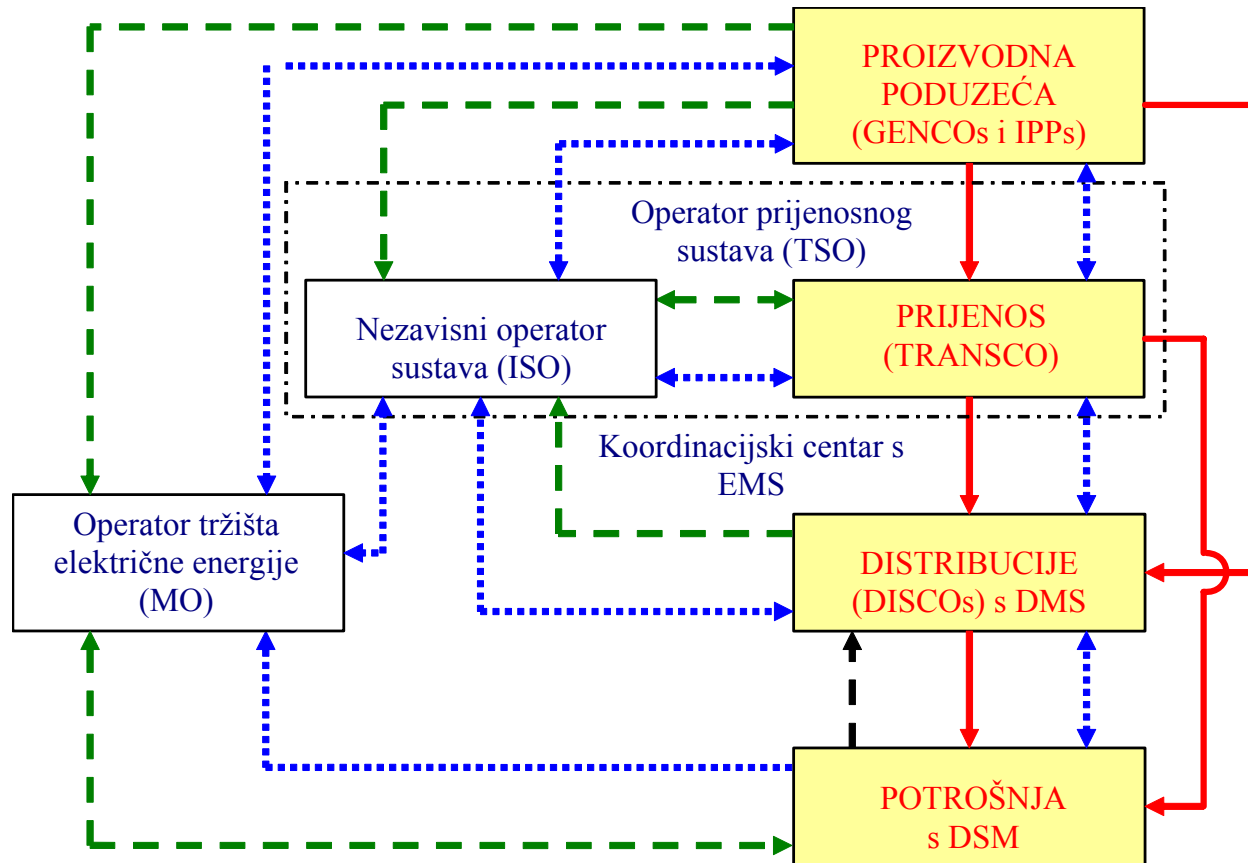 PROIZVODNA
PODUZEĆA
(GENCOs i IPPs)
Operator prijenosnog
sustava (TSO)
Nezavisni operator
sustava (ISO)
PRIJENOS
(TRANSCO)
Koordinacijski centar s
EMS
Operator tržišta
električne energije
(MO)
DISTRIBUCIJE
(DISCOs) s DMS
POTROŠNJA
s DSM